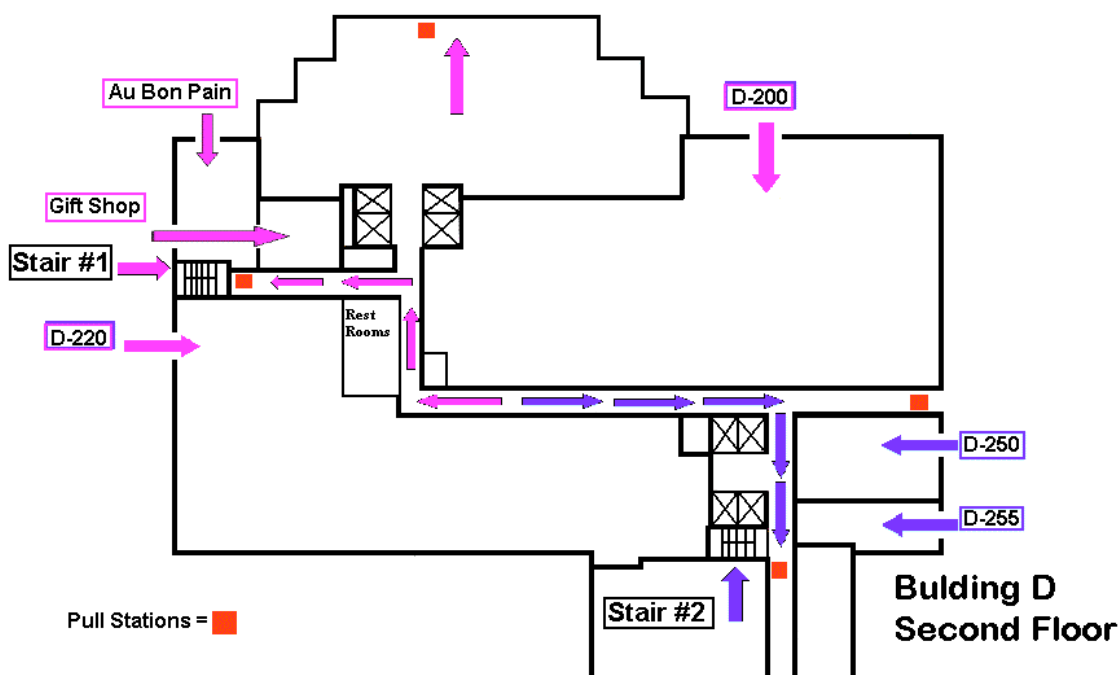 Au Bon Pain
D-200
Gift Shop
Stair #1
Rest
Rooms
D-220
D-250
D-255
Bulding D
Second Floor
Stair #2
Pull Stations =